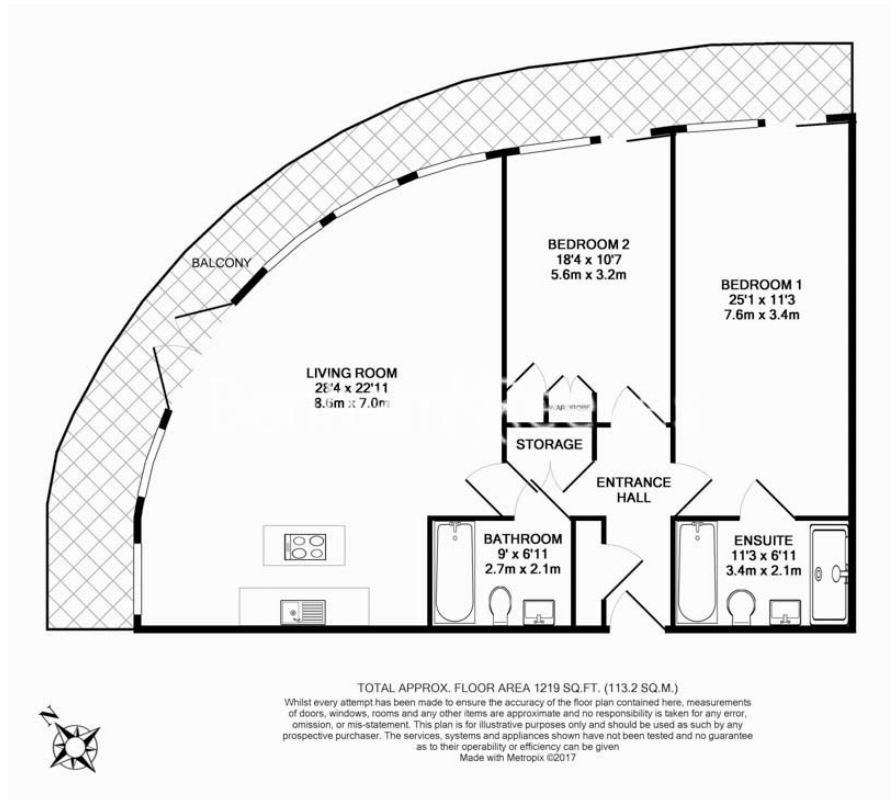 BALCONY
BEDROOM 2
18'4 x 10'7
5.6m x 3.2m
BEDROOM 1
25'1 x 11'3
7.6m x 3.4m
LIVING ROOM
28'4 x 22'11
8.6m x 7.0m
WARDROBE
STORAGE
ENTRANCE
HALL
BATHROOM
9' x 6'11
2.7m x 2.1m
ENSUITE
11'3 x 6'11
3.4m x 2.1m
TOTAL APPROX. FLOOR AREA 1219 SQ.FT. (113.2 SQ.M.)
Whilst every attempt has been made to ensure the accuracy of the floor plan contained here, measurements
of doors, windows, rooms and any other items are approximate and no responsibility is taken for any error,
omission, or mis-statement. This plan is for illustrative purposes only and should be used as such by any
prospective purchaser. The services, systems and appliances shown have not been tested and no guarantee
as to their operability or efficiency can be given
Made with Metropix ©2017
N